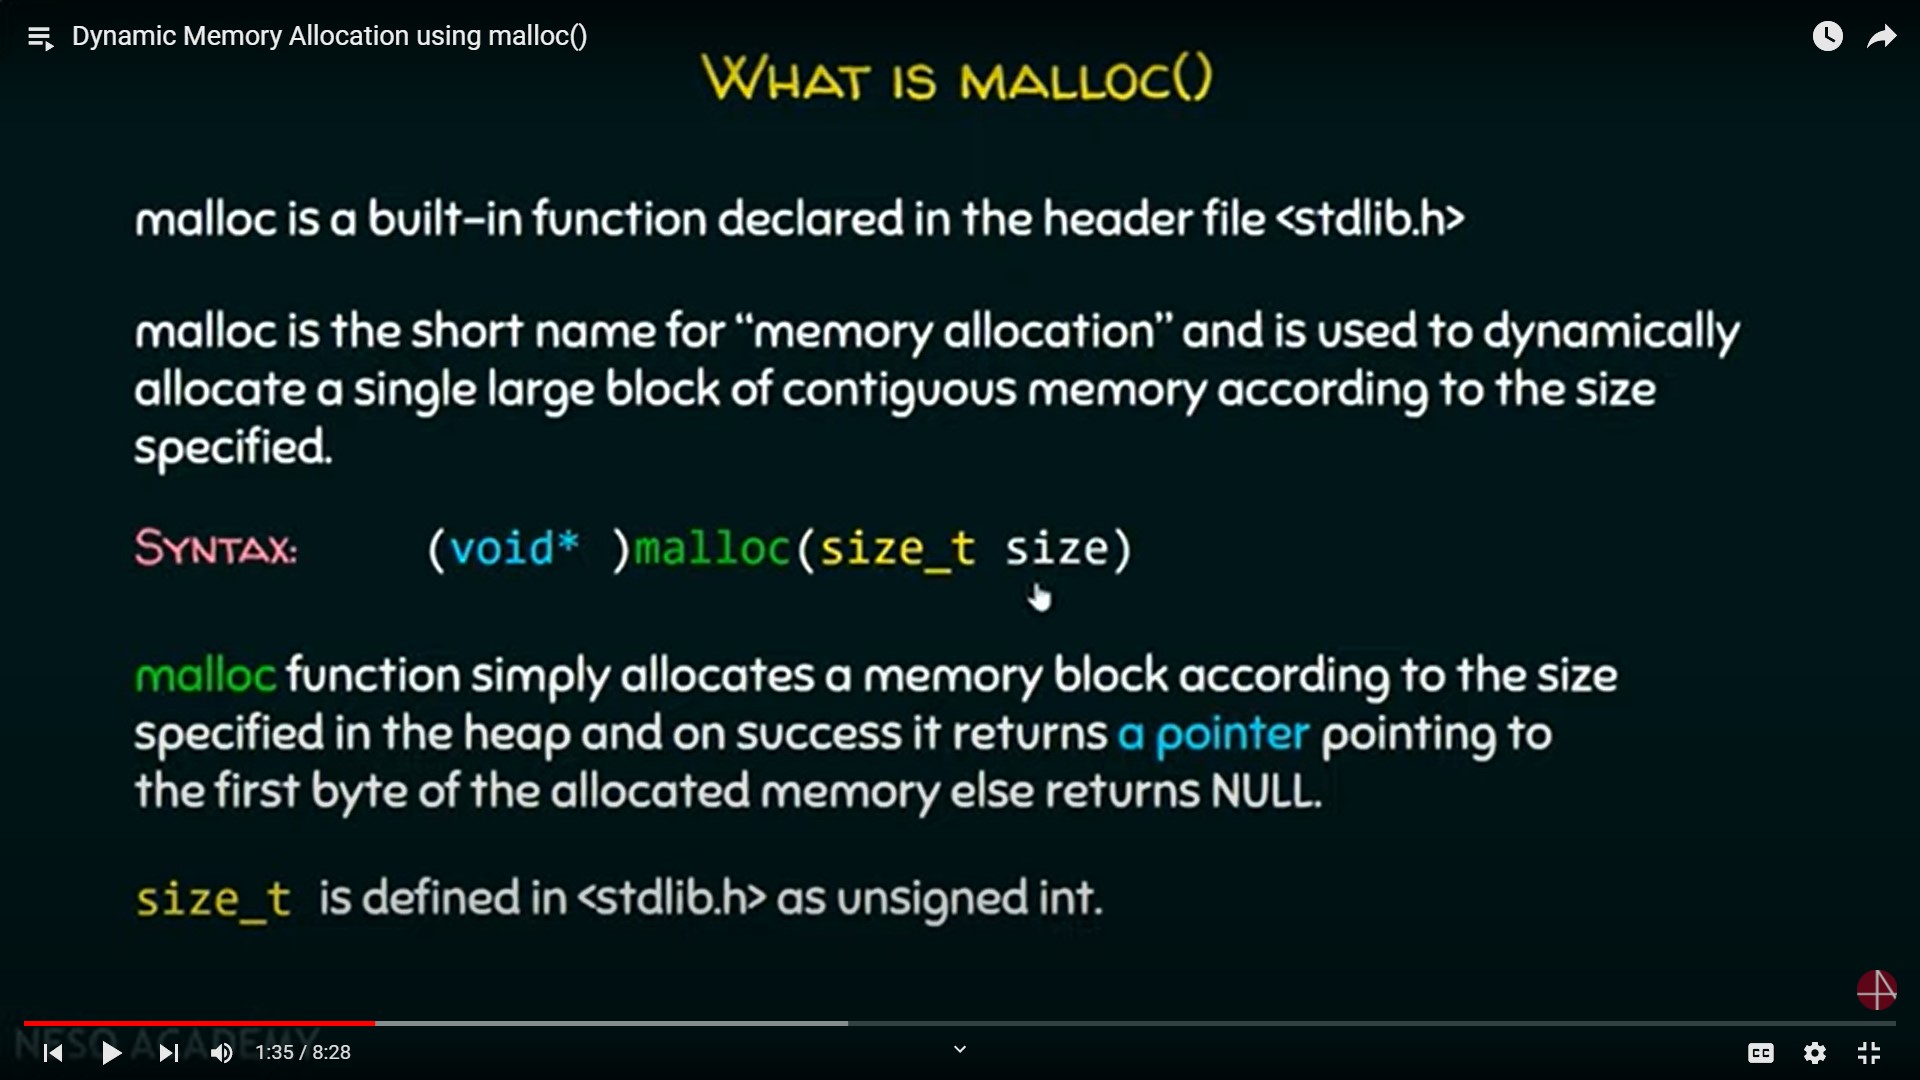 Dynamic Memory Allocation using malloc()
WHAT IS MALLOC()
malloc is a built-in function declared in the header file <stdlib.h>
malloc is the short name for “memory allocation” and is used to dynamically
allocate a single large block of contiguous memory according to the size
specified.
SYNTAX: (void* )malloc(size_t size)
malloc function simply allocates a memory block according to the size
specified in the heap and on success it returns a pointer pointing to
the first byte of the allocated memory else returns NULL.
size_t is defined in <stdlib.h> as unsigned int.
NESO ACADEMY
1:35 / 8:28
CC